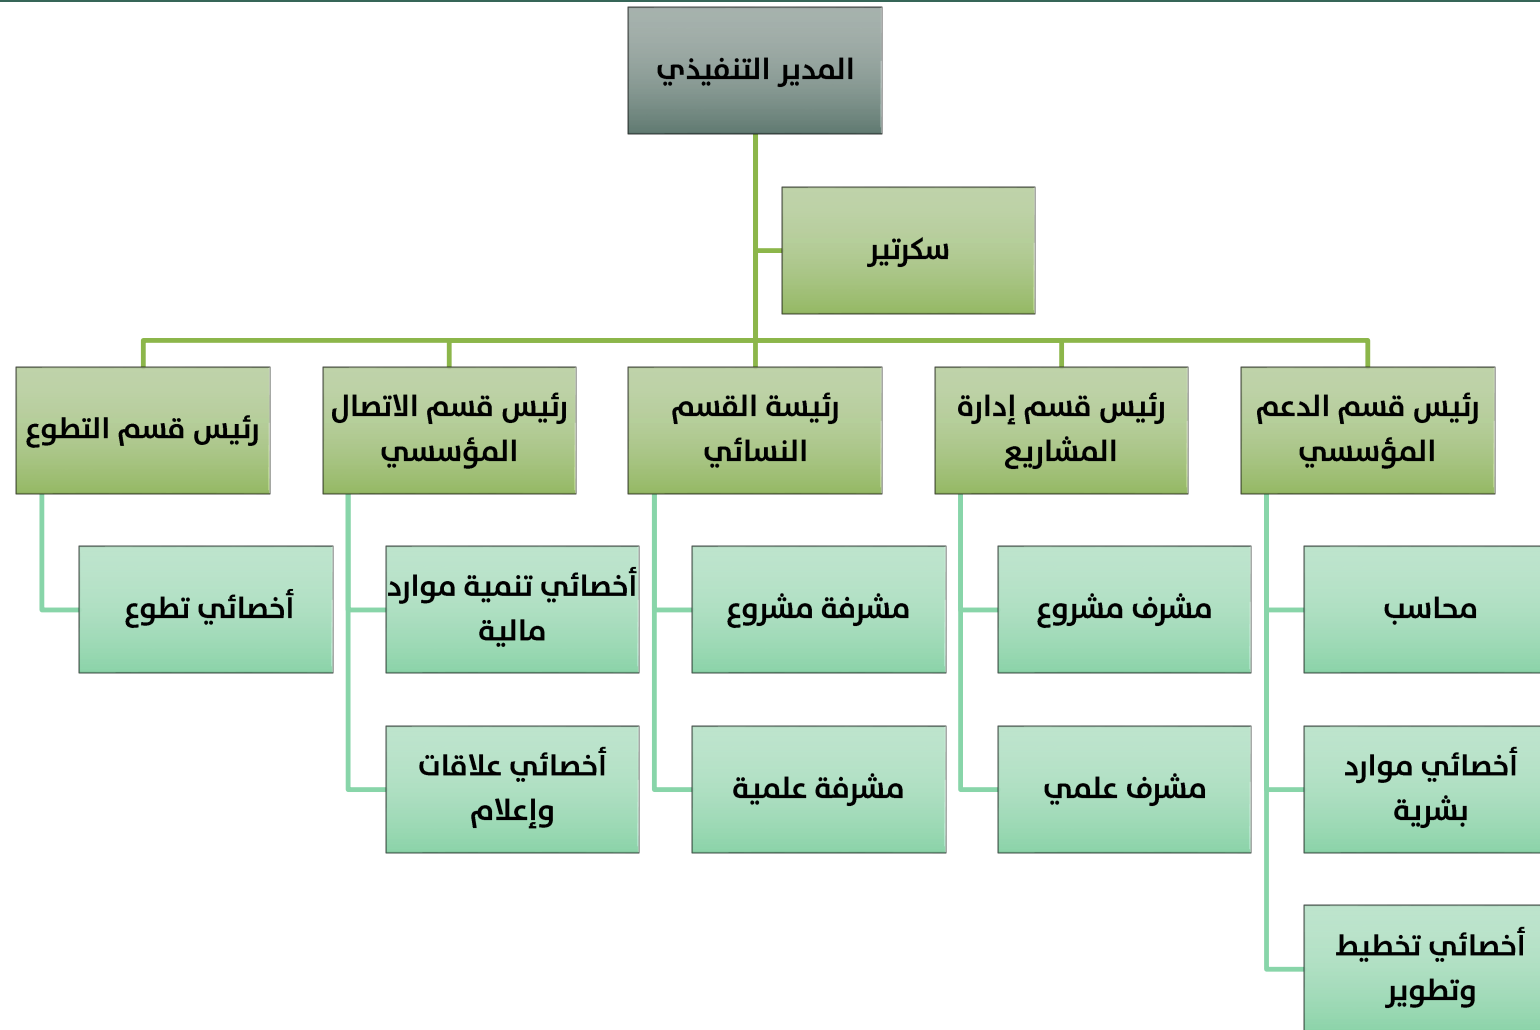 المدير التنفيذي
سكرتير
رئيس قسم الدعم
المؤسسي
رئيس قسم إدارة
المشاريع
رئيسة القسم
النسائي
رئيس قسم الاتصال
المؤسسي
رئيس قسم التطوع
محاسب
مشرف مشروع
مشرفة مشروع
أخصائي تنمية موارد
مالية
أخصائي تطوع
أخصائي موارد
بشرية
مشرف علمي
مشرفة علمية
أخصائي علاقات
وإعلام
أخصائي تخطيط
وتطوير